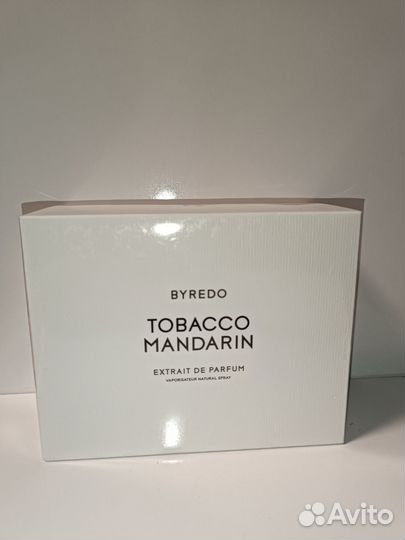 BYREDO
TOBACCO
MANDARIN
EXTRAIT DE PARFUM
VAPORISATEUR NATURAL SPRAY
Avito